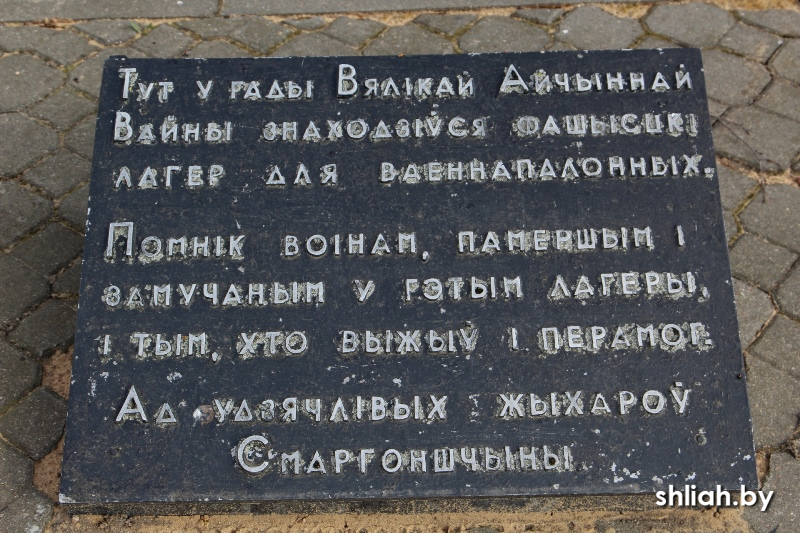 Тут у гады Вялікай Айчыннай
Вайны знаходзіўся фашысцкі
лагер для ваеннапалонных.
Помнік воінам, памершым і
замучаным у гэтым лагеры,
і тым, хто выжыў і перамог.
Ад удзячлівых жыхароў
Смаргоншчыны
shliah.by